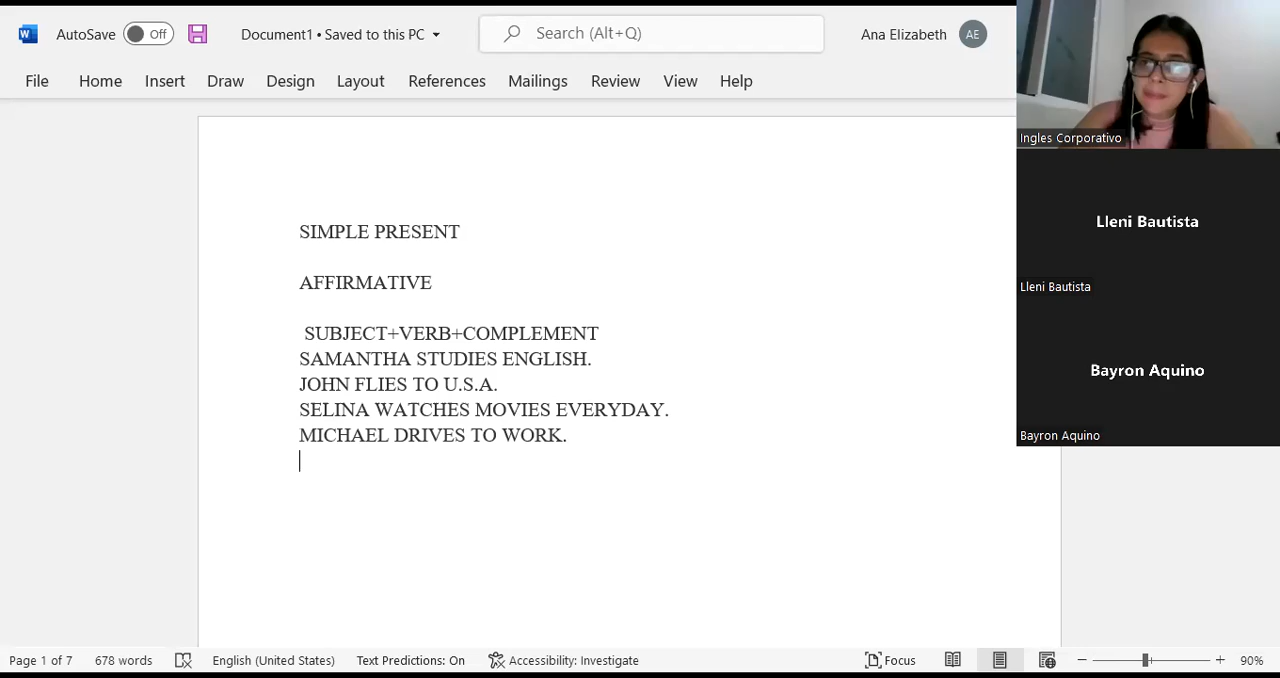 AutoSave Off Document1 • Saved to this PC Search (Alt+Q) Ana Elizabeth AE
File Home Insert Draw Design Layout References Mailings Review View Help
Ingles Corporativo
Lleni Bautista
Lleni Bautista
Bayron Aquino
Bayron Aquino
SIMPLE PRESENT
AFFIRMATIVE
SUBJECT+VERB+COMPLEMENT
SAMANTHA STUDIES ENGLISH.
JOHN FLIES TO U.S.A.
SELINA WATCHES MOVIES EVERYDAY.
MICHAEL DRIVES TO WORK.
Page 1 of 7 678 words English (United States) Text Predictions: On Accessibility: Investigate Focus 90%